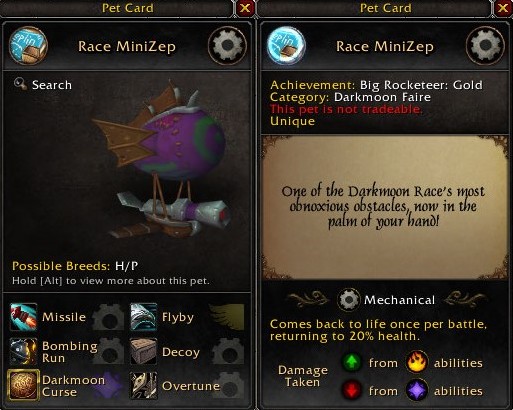 Pet Card
Race MiniZep
Search
Possible Breeds: H/P
Hold [Alt] to view more about this pet.
Missile
Flyby
Bombing
Run
Decoy
Darkmoon
Curse
Overtune
Pet Card
Race MiniZep
Achievement: Big Rocketeer: Gold
Category: Darkmoon Faire
This pet is not tradeable.
Unique
One of the Darkmoon Race's most
obnoxious obstacles, now in the
palm of your hand!
Mechanical
Comes back to life once per battle,
returning to 20% health.
Damage
Taken
from abilities
from abilities